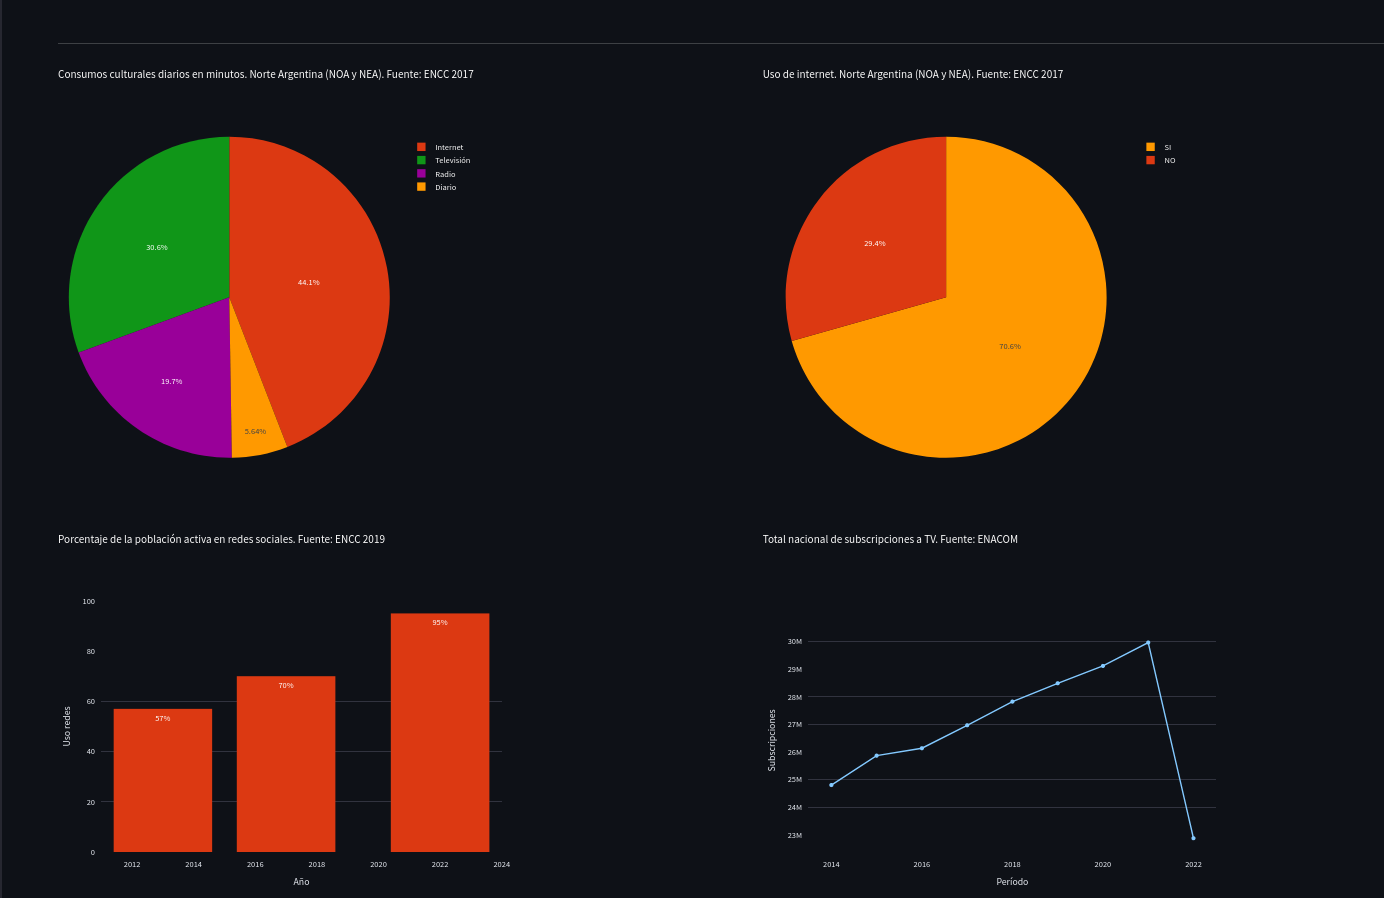 Consumos culturales diarios en minutos. Norte Argentina (NOA y NEA). Fuente: ENCC 2017
Internet
Televisión
Radio
Diario
30.6%
44.1%
19.7%
5.64%
Uso de internet. Norte Argentina (NOA y NEA). Fuente: ENCC 2017
SI
NO
29.4%
70.6%
Porcentaje de la población activa en redes sociales. Fuente: ENCC 2019
100
80
60
40
20
0
Uso redes
57%
70%
95%
2012 2014 2016 2018 2020 2022 2024
Año
Total nacional de subscripciones a TV. Fuente: ENACOM
30M
29M
28M
27M
26M
25M
24M
23M
Subscripciones
2014 2016 2018 2020 2022
Período